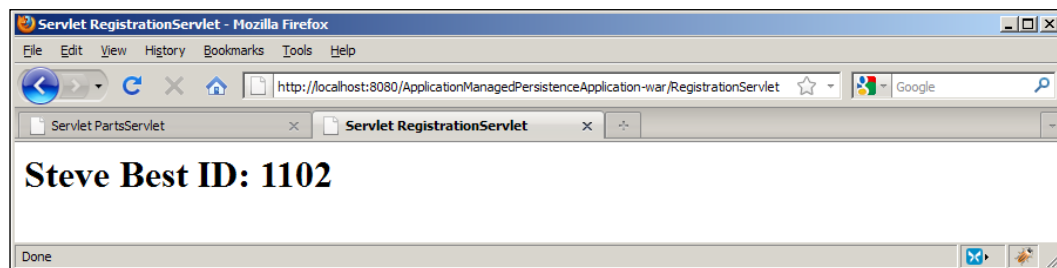 Servlet RegistrationServlet - Mozilla Firefox
File Edit View History Bookmarks Tools Help
http://localhost:8080/ApplicationManagedPersistenceApplication-war/RegistrationServlet Google
Servlet PartsServlet Servlet RegistrationServlet
Steve Best ID: 1102
Done